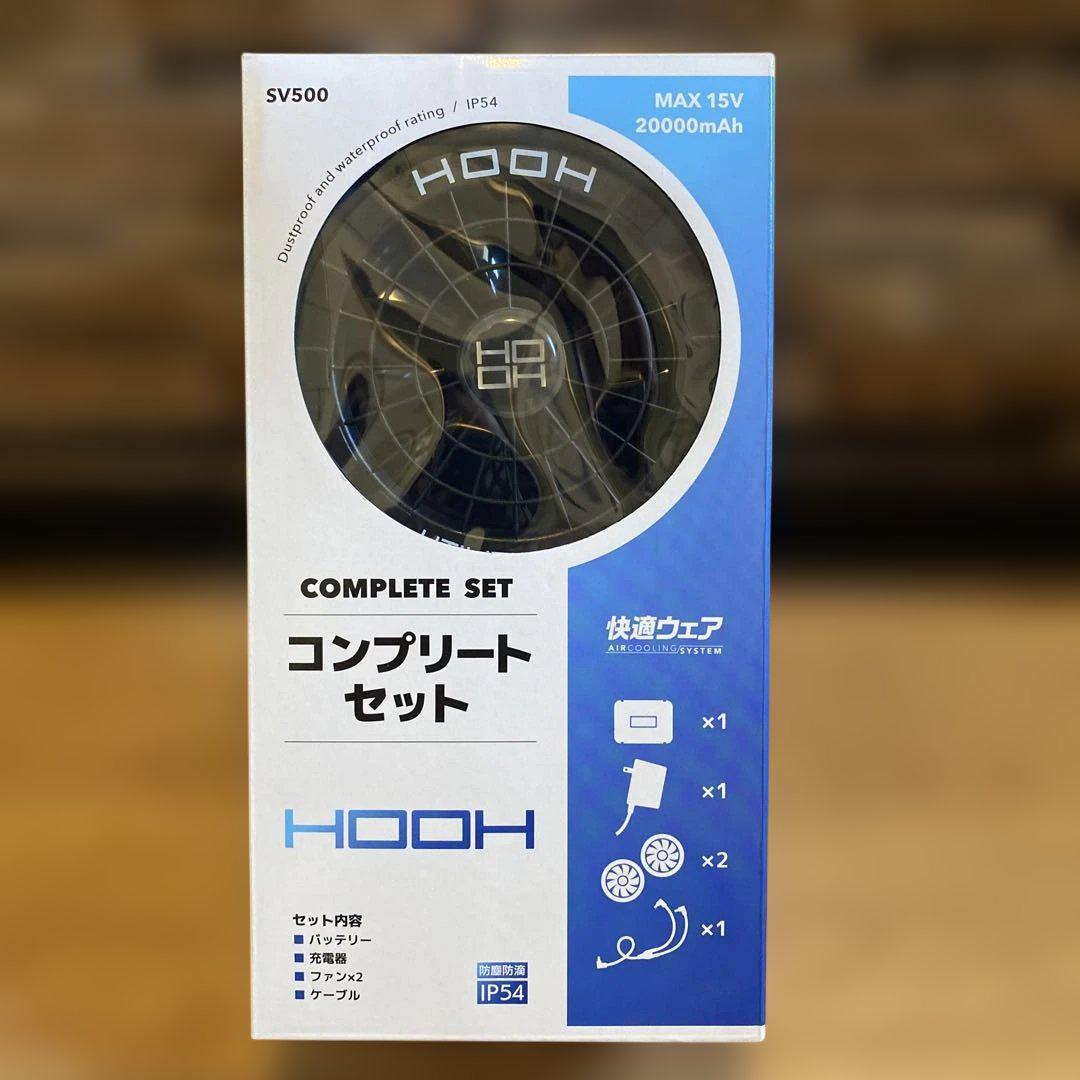 SV500
Dustproof and waterproof rating / IP54
MAX 15V
20000mAh
HOOH
HO
OH
COMPLETE SET
コンプリート
セット
快適ウェア
AIRCOOLING/SYSTEM
×1
×1
×2
×1
HOOH
セット内容
■ バッテリー
■ 充電器
■ ファン×2
■ ケーブル
防塵防滴
IP54